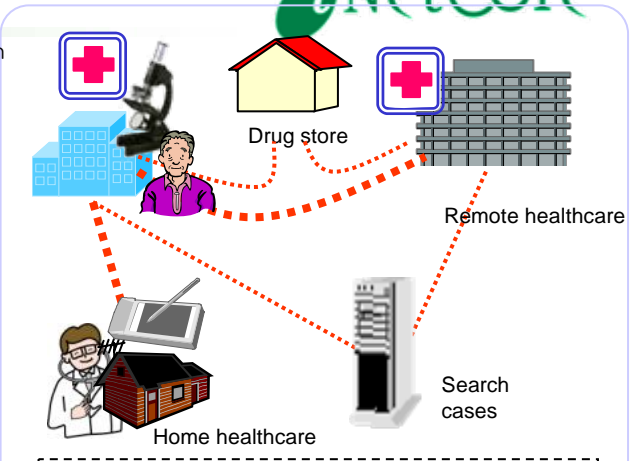 n
Drug store
Remote healthcare
Search
cases
Home healthcare